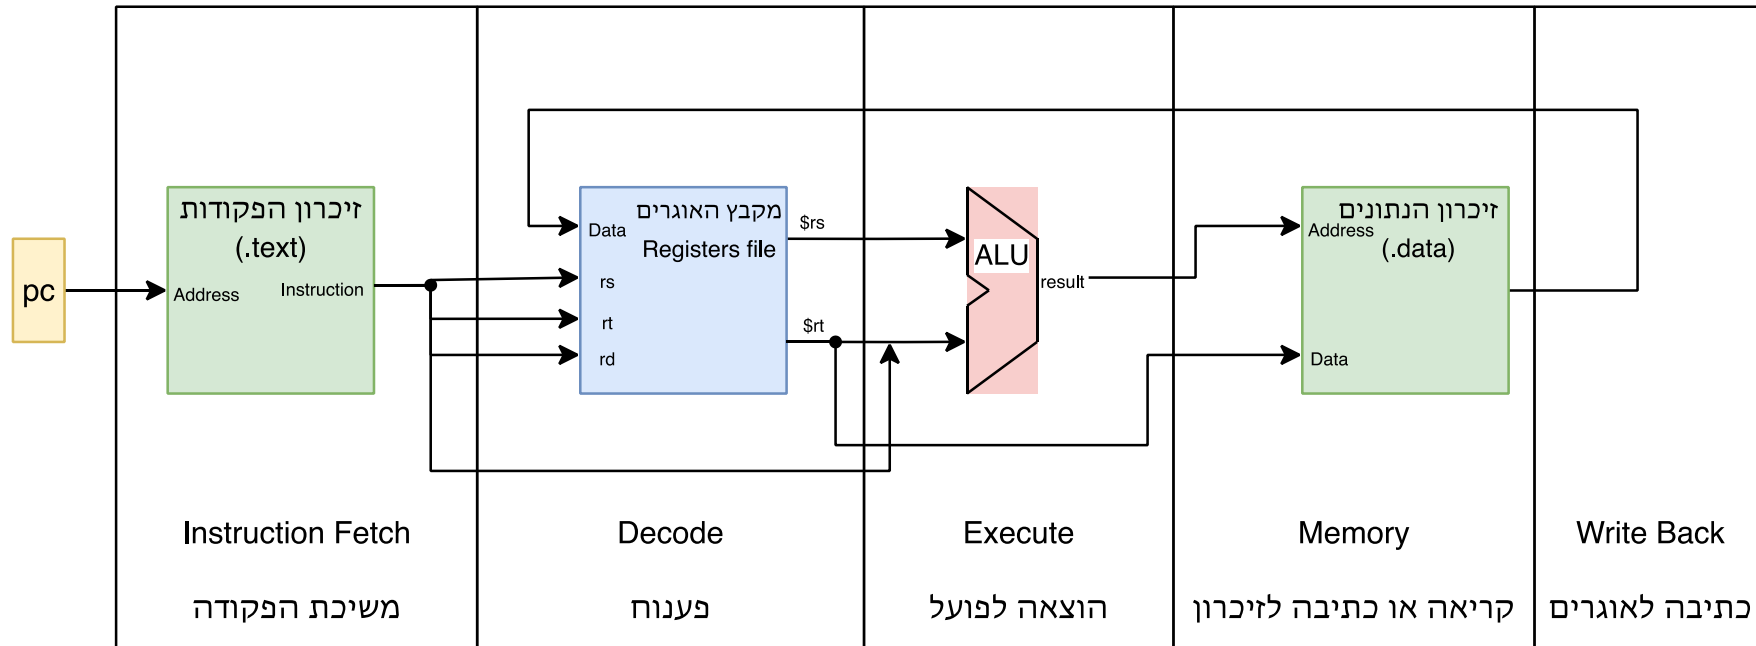 pc
זיכרון הפקודות
(.text)
Address
Instruction
מקבץ האוגרים
Registers file
Data
rs
rt
rd
$rs
$rt
ALU
result
זיכרון הנתונים
(.data)
Address
Data
Instruction Fetch
Decode
Execute
Memory
Write Back
משיכת הפקודה
פענוח
הוצאה לפועל
קריאה או כתיבה לזיכרון
כתיבה לאוגרים